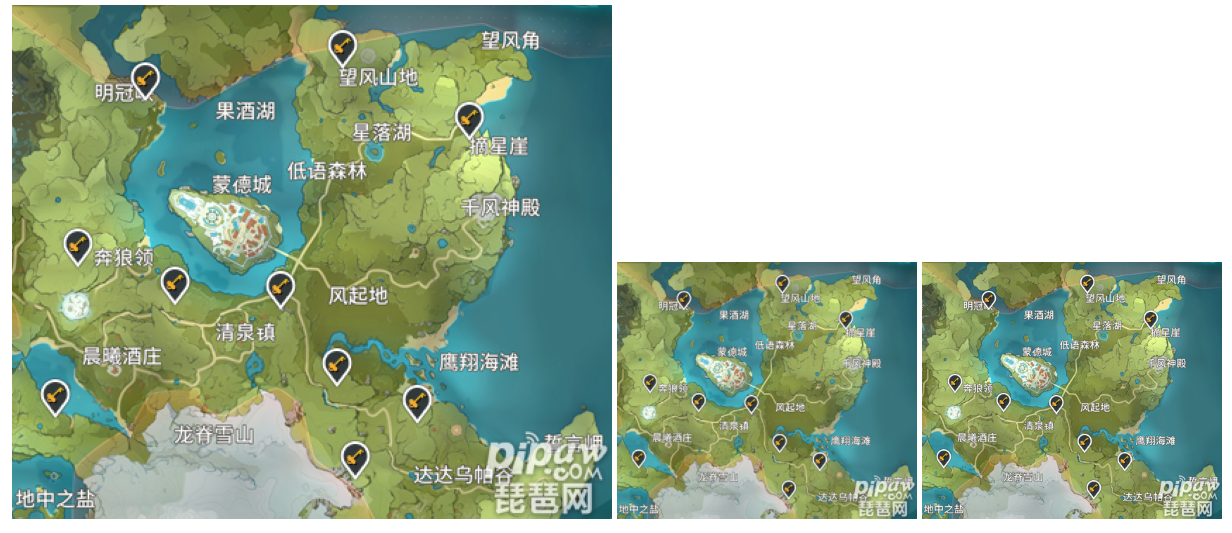 望风角
望风山地
明冠
果酒湖
星落湖
摘星崖
低语森林
蒙德城
千风神殿
奔狼领
风起地
清泉镇
晨曦酒庄
鹰翔海滩
龙脊雪山
誓言岬
达达乌帕谷
地中之盐
pipaw
.COM
琵琶网
望风角
望风山地
明冠
果酒湖
星落湖
摘星崖
低语森林
蒙德城
千风神殿
奔狼领
风起地
清泉镇
晨曦酒庄
鹰翔海滩
龙脊雪山
达达乌帕谷
地中之盐
pipaw
.COM
琵琶网
望风角
望风山地
明冠
果酒湖
星落湖
摘星崖
低语森林
蒙德城
千风神殿
奔狼领
风起地
清泉镇
晨曦酒庄
鹰翔海滩
龙脊雪山
达达乌帕谷
地中之盐
pipaw
.COM
琵琶网